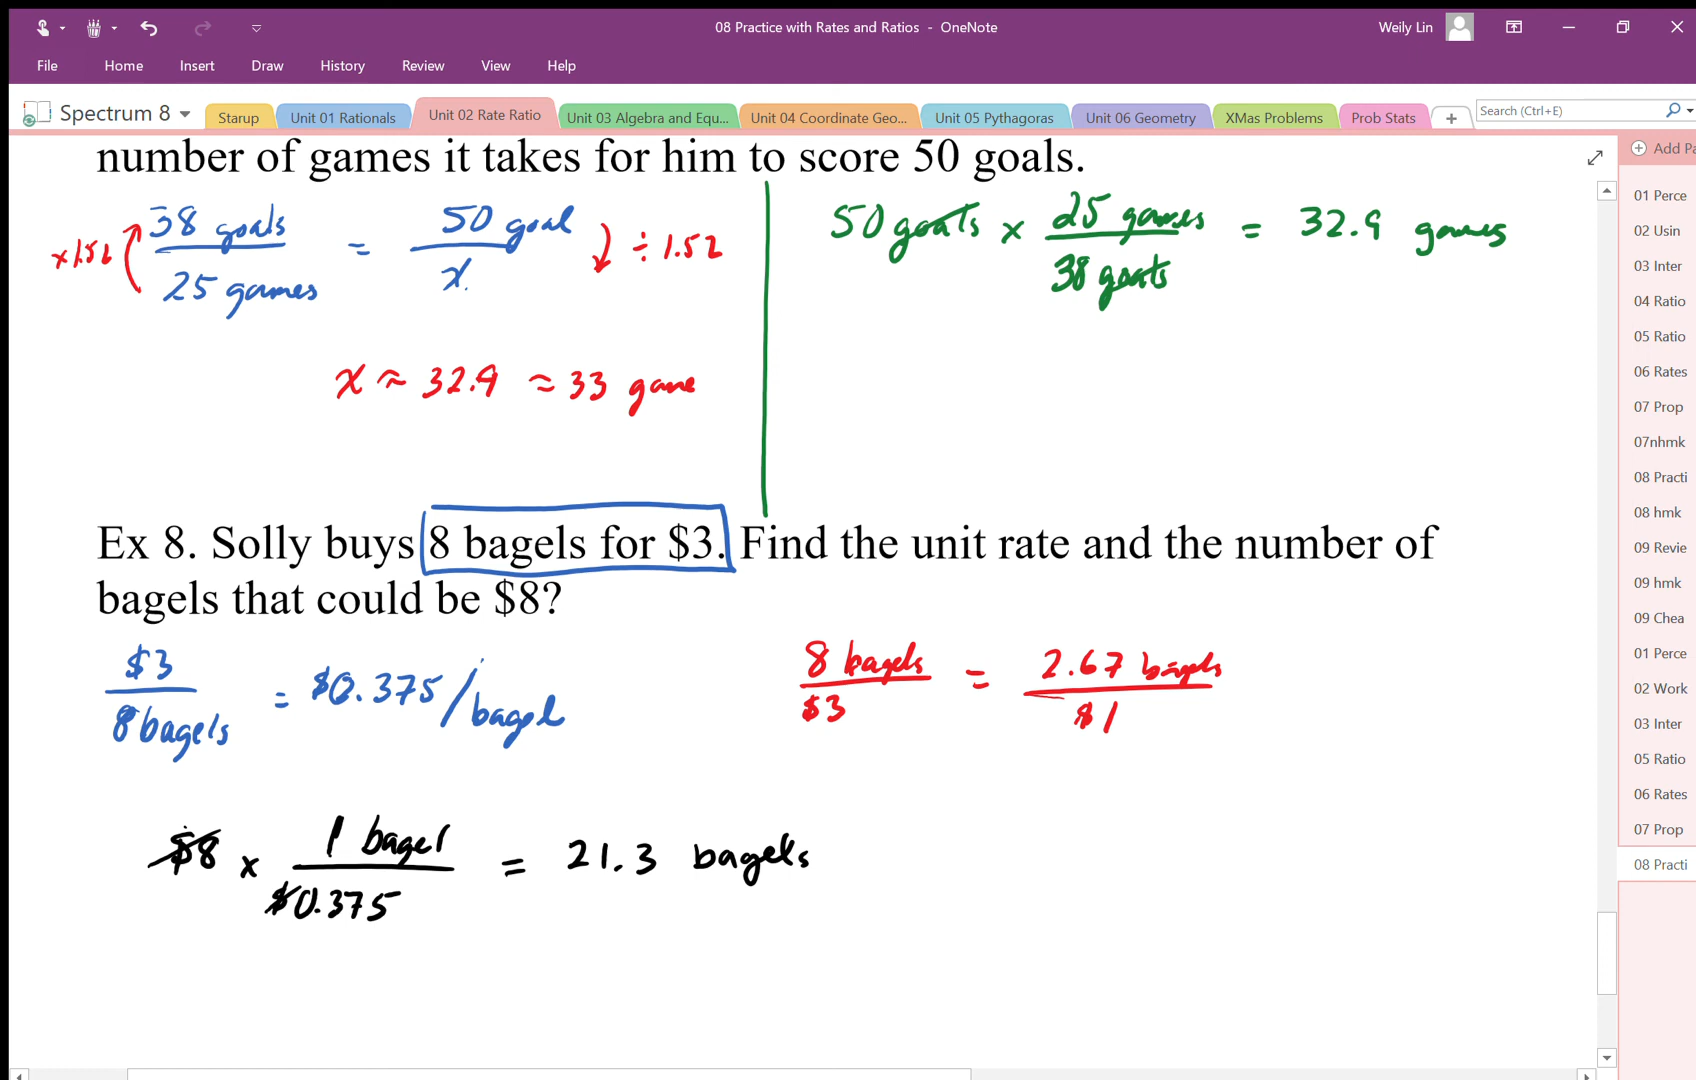 08 Practice with Rates and Ratios - OneNote
Weily Lin
File Home Insert Draw History Review View Help
Spectrum 8
Starup
Unit 01 Rationals
Unit 02 Rate Ratio
Unit 03 Algebra and Equ...
Unit 04 Coordinate Geo...
Unit 05 Pythagoras
Unit 06 Geometry
XMas Problems
Prob Stats
+
Search (Ctrl+E)
Add Pa
01 Perce
02 Usin
03 Inter
04 Ratio
05 Ratio
06 Rates
07 Prop
07nhmk
08 Practi
08 hmk
09 Revie
09 hmk
09 Chea
01 Perce
02 Work
03 Inter
05 Ratio
06 Rates
07 Prop
08 Practi
number of games it takes for him to score 50 goals.
x1.52 38 goals / 25 games = 50 goal / x ÷ 1.52
x ≈ 32.9 ≈ 33 game
50 goals x 25 games / 38 goals = 32.9 games
Ex 8. Solly buys 8 bagels for $3. Find the unit rate and the number of
bagels that could be $8?
$3 / 8 bagels = $0.375/bagel
8 bagels / $3 = 2.67 bagels / $1
$8 x 1 bagel / $0.375 = 21.3 bagels